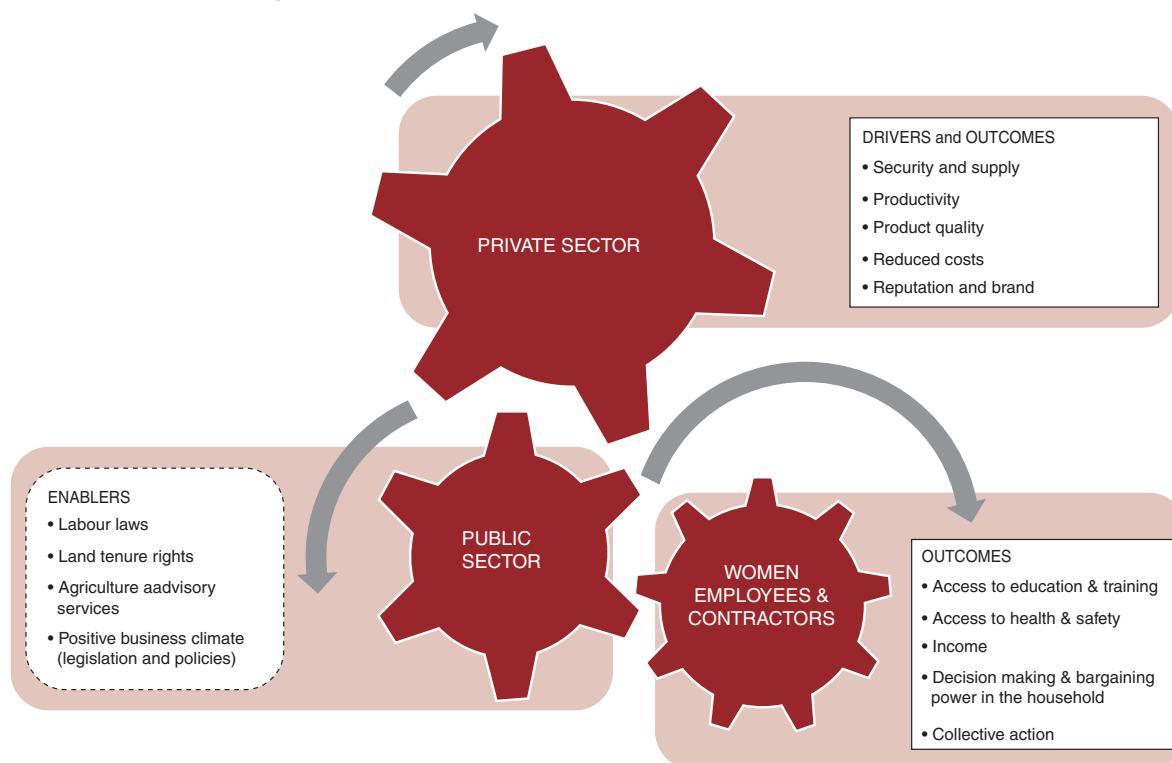 PRIVATE SECTOR
DRIVERS and OUTCOMES
• Security and supply
• Productivity
• Product quality
• Reduced costs
• Reputation and brand
ENABLERS
• Labour laws
• Land tenure rights
• Agriculture aadvisory
services
• Positive business climate
(legislation and policies)
PUBLIC
SECTOR
WOMEN
EMPLOYEES &
CONTRACTORS
OUTCOMES
• Access to education & training
• Access to health & safety
• Income
• Decision making & bargaining
power in the household
• Collective action